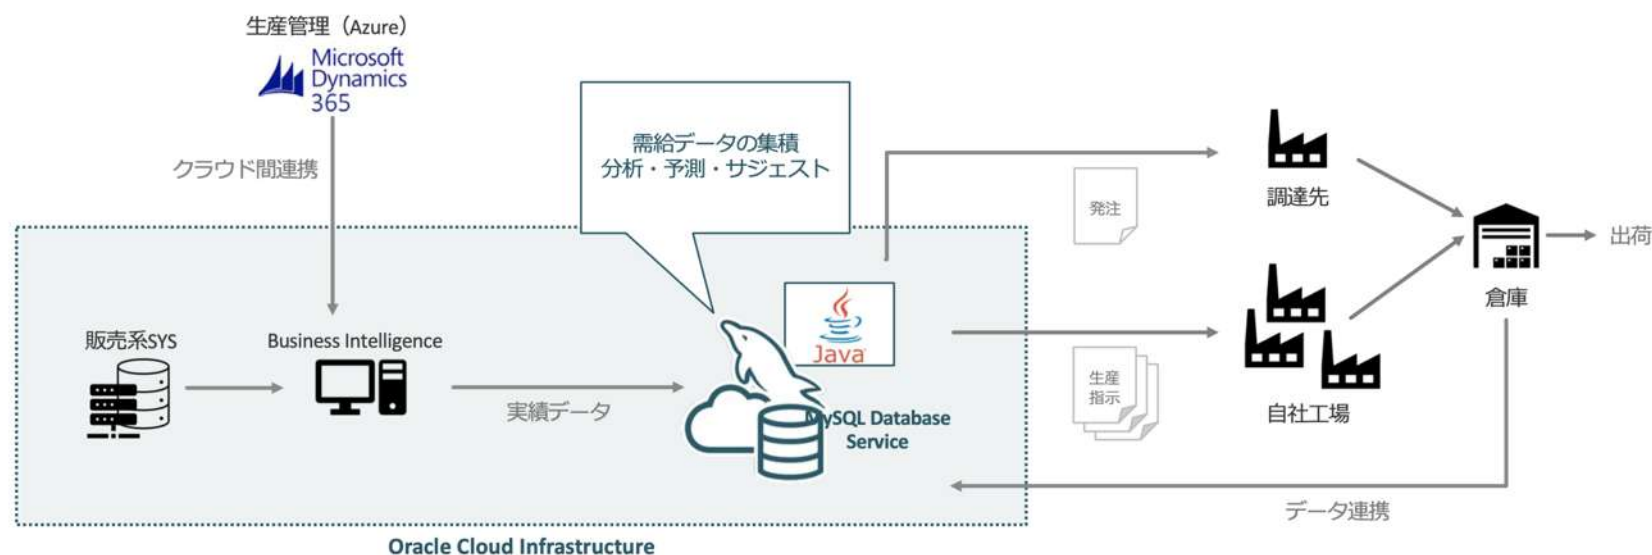 生産管理（Azure）
Microsoft
Dynamics
365
クラウド間連携
需給データの集積
分析・予測・サジェスト
発注
調達先
出荷
倉庫
販売系SYS
Business Intelligence
実績データ
Java
MySQL Database
Service
生産
指示
自社工場
データ連携
Oracle Cloud Infrastructure